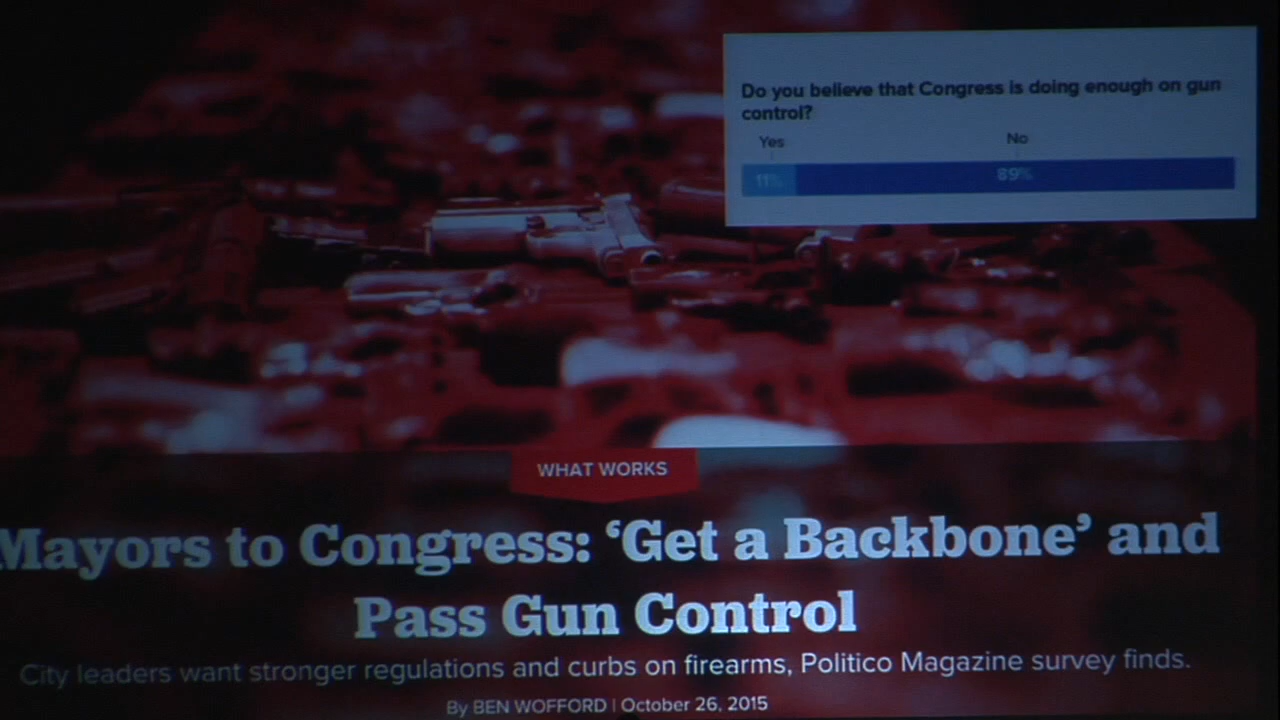 Do you believe that Congress is doing enough on gun
control?
Yes No
11% 89%
WHAT WORKS
Mayors to Congress: ‘Get a Backbone’ and
Pass Gun Control
City leaders want stronger regulations and curbs on firearms, Politico Magazine survey finds.
By BEN WOFFORD | October 26, 2015